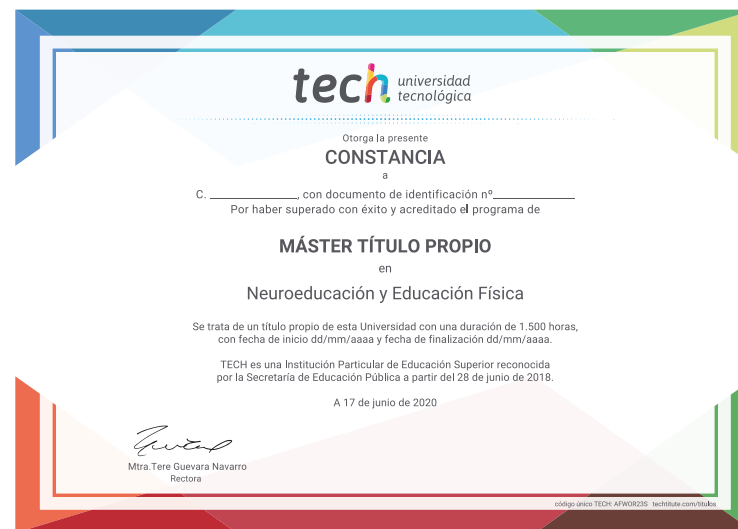 tech universidad
tecnológica
Otorga la presente
CONSTANCIA
a
C. ______________, con documento de identificación nº______________
Por haber superado con éxito y acreditado el programa de
MÁSTER TÍTULO PROPIO
en
Neuroeducación y Educación Física
Se trata de un título propio de esta Universidad con una duración de 1.500 horas,
con fecha de inicio dd/mm/aaaa y fecha de finalización dd/mm/aaaa.
TECH es una Institución Particular de Educación Superior reconocida
por la Secretaría de Educación Pública a partir del 28 de junio de 2018.
A 17 de junio de 2020
Mtra.Tere Guevara Navarro
Rectora
código único TECH: AFWOR23S techtitute.com/titulos